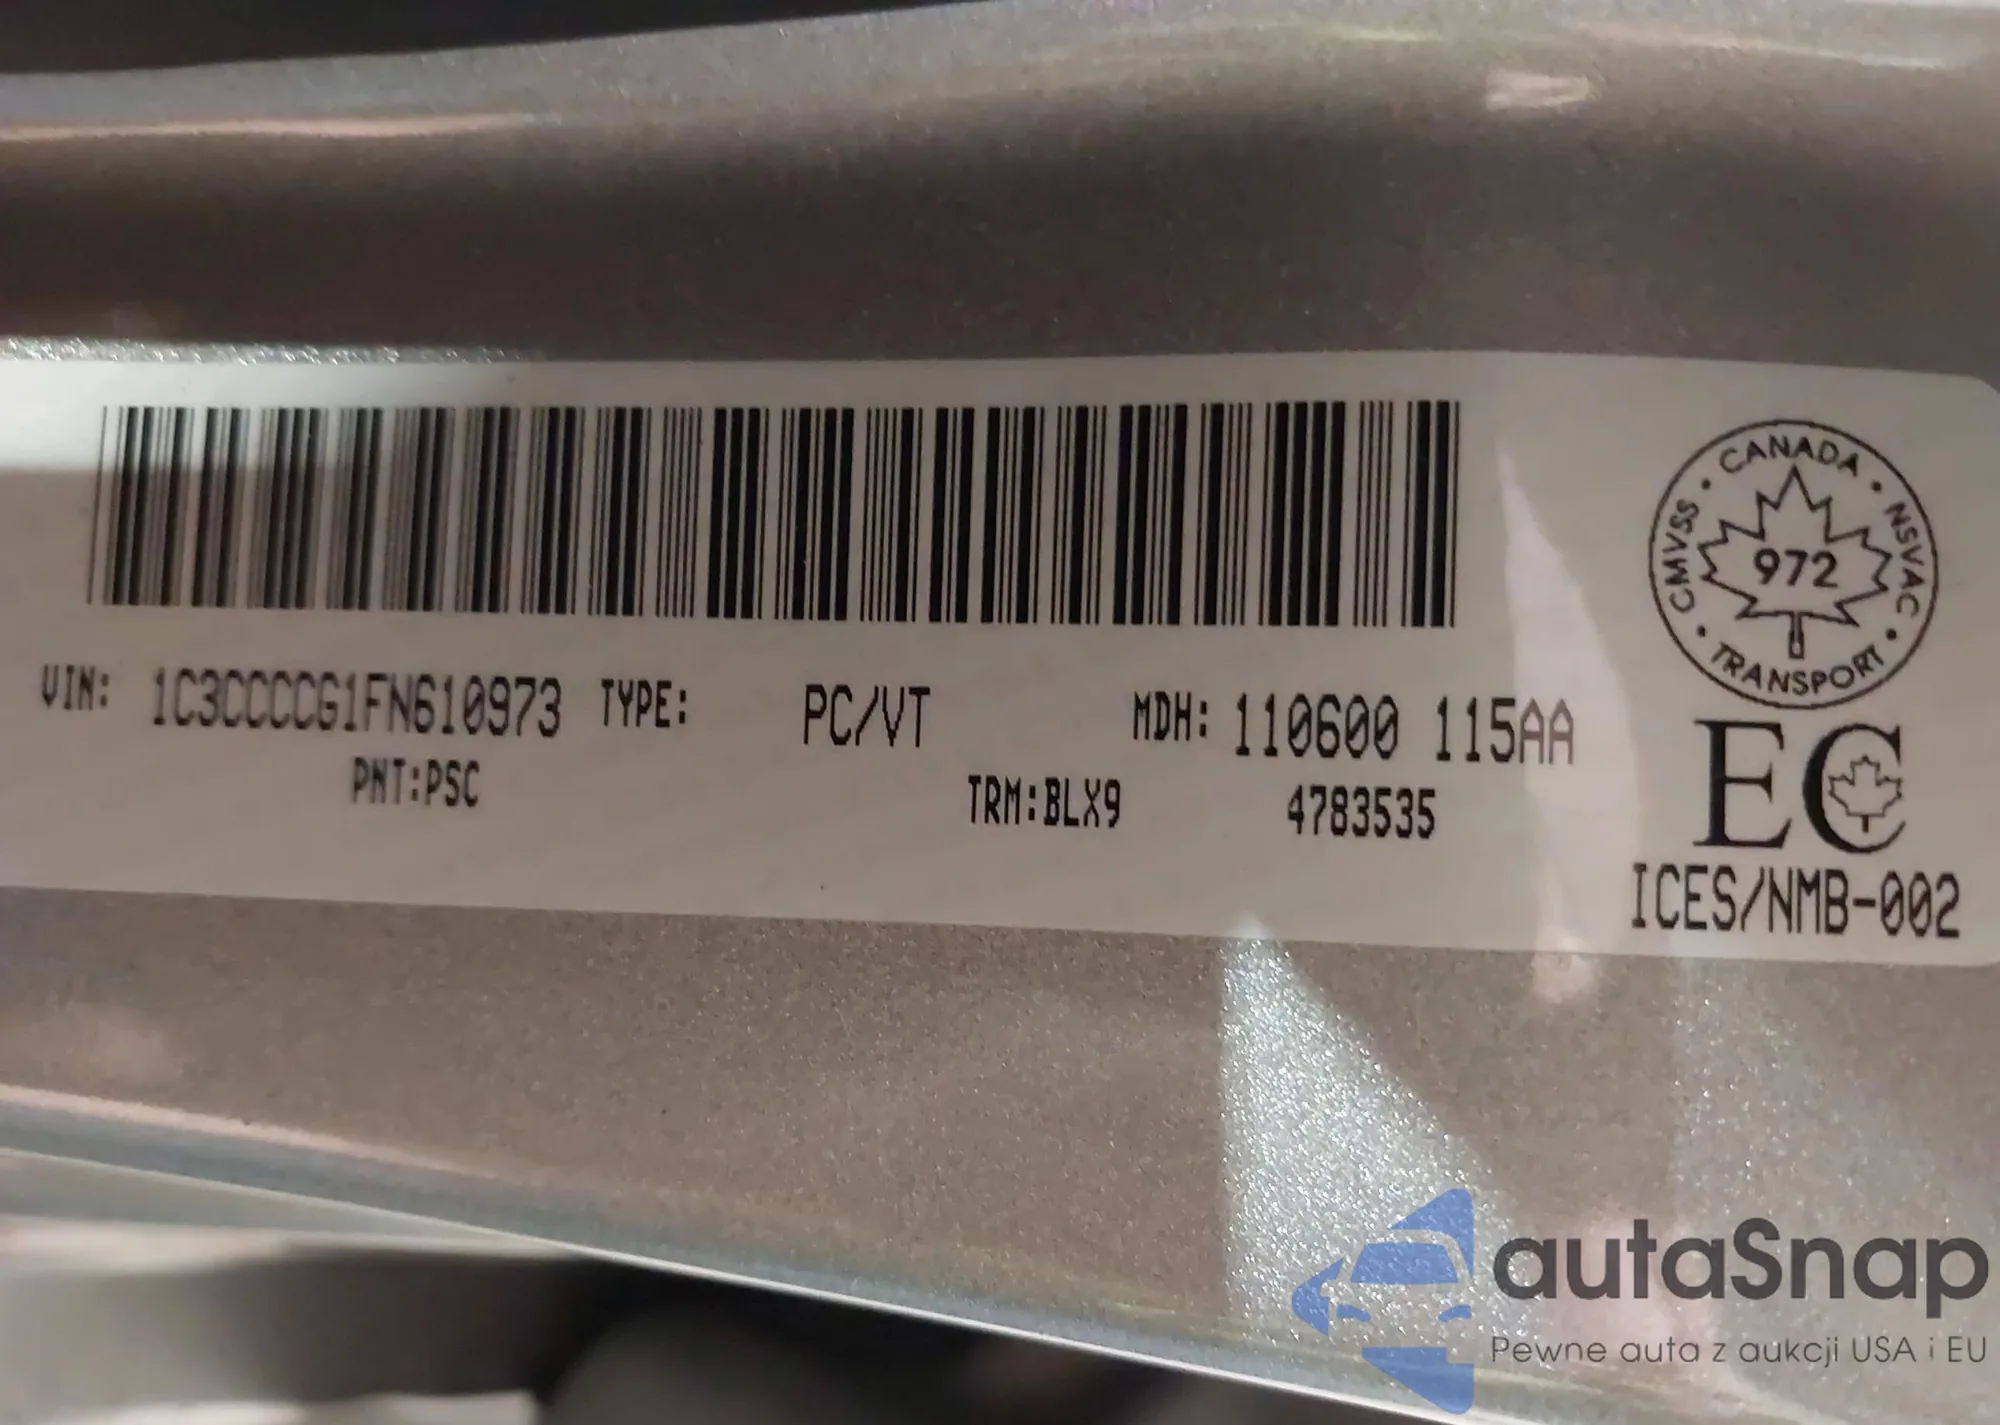 VIN: 1C3CCCCG1FN610973 TYPE: PC/VT MDH: 110600 115AA
PNT:PSC TRM:BLX9 4783535
CANADA · NSVAC · TRANSPORT · CMVSS ·
972
EC
ICES/NMB-002
autaSnap
Pewne auta z aukcji USA i EU